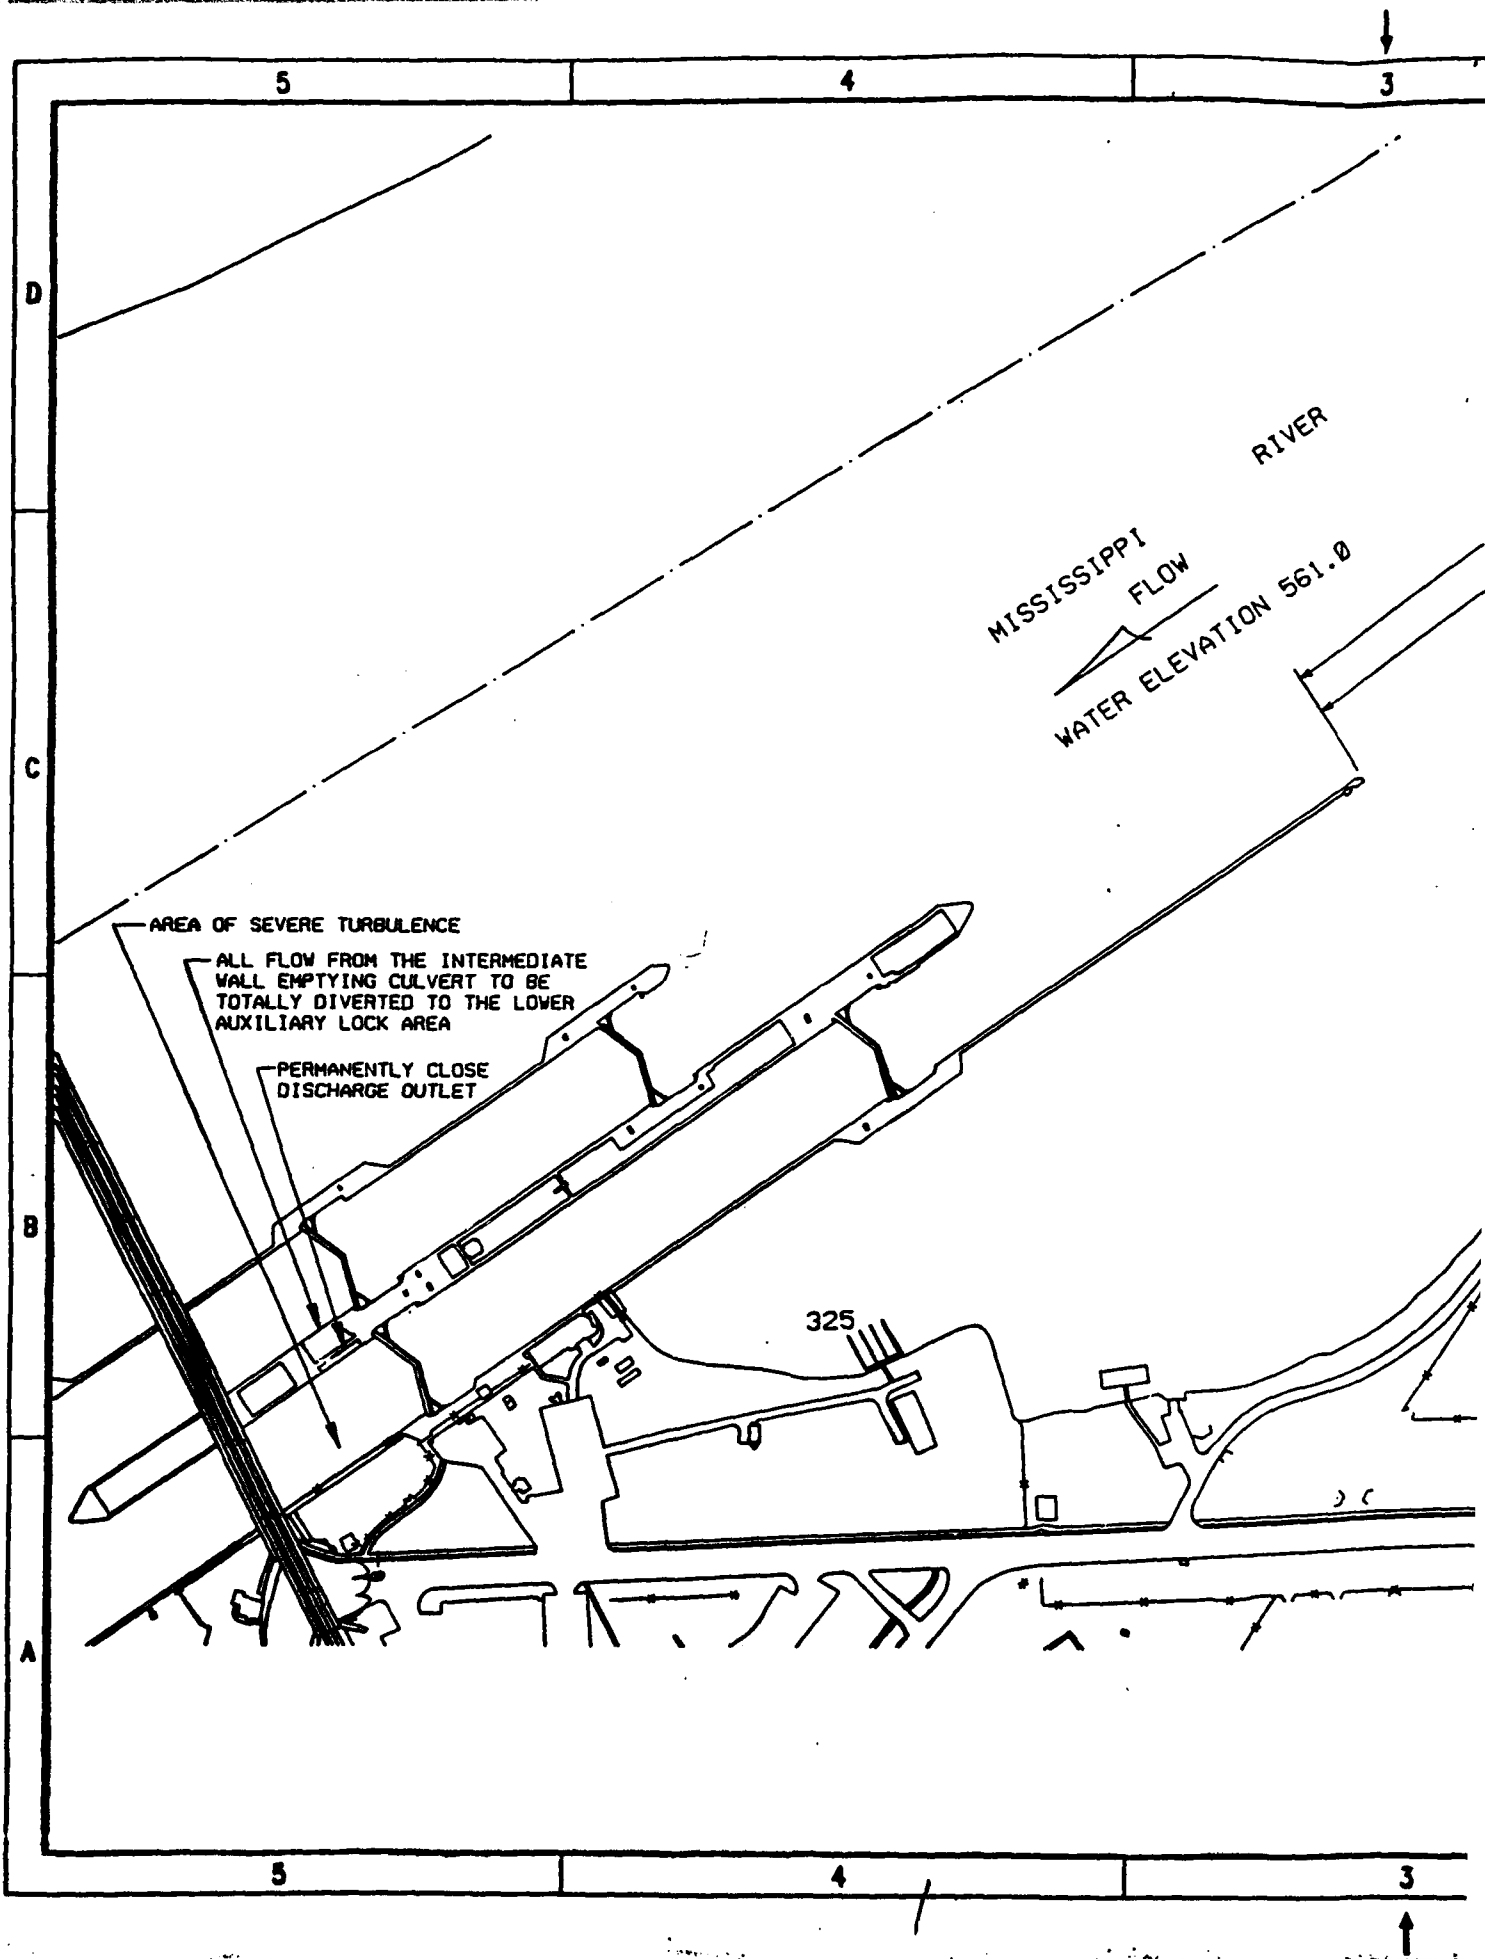 5 4 3
D
RIVER
MISSISSIPPI
FLOW
WATER ELEVATION 561.0
C
AREA OF SEVERE TURBULENCE
ALL FLOW FROM THE INTERMEDIATE
WALL EMPTYING CULVERT TO BE
TOTALLY DIVERTED TO THE LOWER
AUXILIARY LOCK AREA
PERMANENTLY CLOSE
DISCHARGE OUTLET
B
325
A
5 4 3